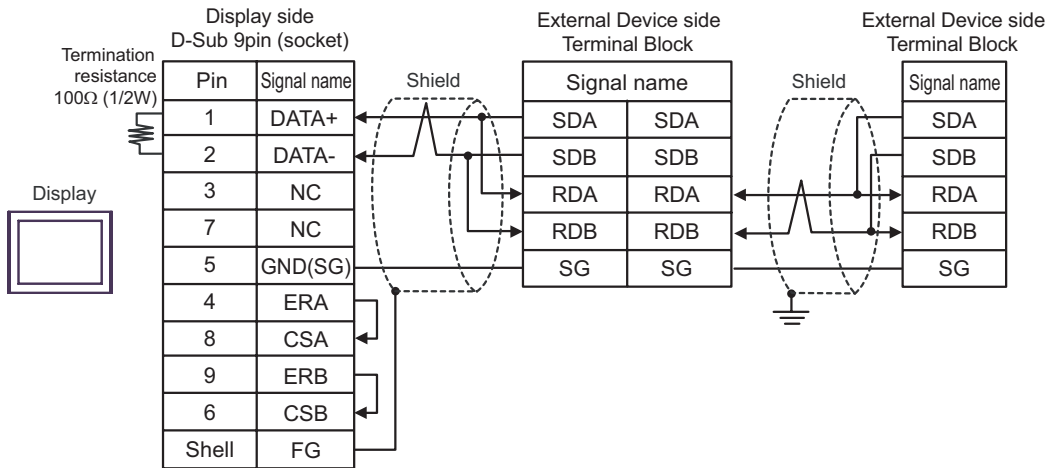 Display side
D-Sub 9pin (socket)
External Device side
Terminal Block
External Device side
Terminal Block
Termination
resistance
100Ω (1/2W)
Display
Pin Signal name
1 DATA+
2 DATA-
3 NC
7 NC
5 GND(SG)
4 ERA
8 CSA
9 ERB
6 CSB
Shell FG
Shield
Signal name
SDA SDA
SDB SDB
RDA RDA
RDB RDB
SG SG
Shield
Signal name
SDA
SDB
RDA
RDB
SG